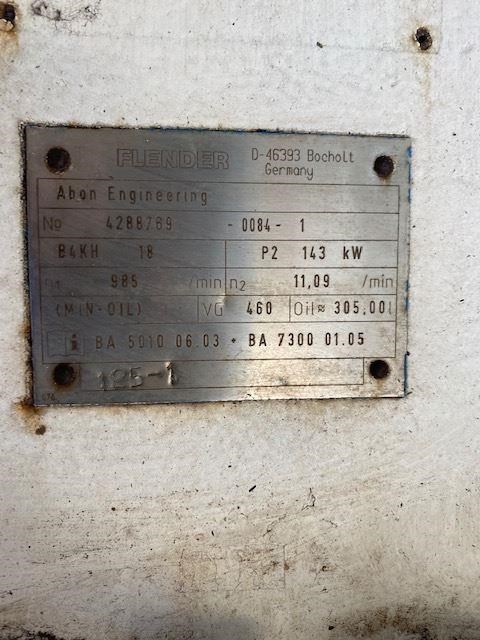 FLENDER D-46393 Bocholt
Germany
Abon Engineering
No 4288769 - 0084 - 1
B4KH 18 P2 143 kW
n1 985 /min n2 11,09 /min
(MIN-OIL) VG 460 Oil≈ 305,00l
i BA 5010 06.03 + BA 7300 01.05
125-1